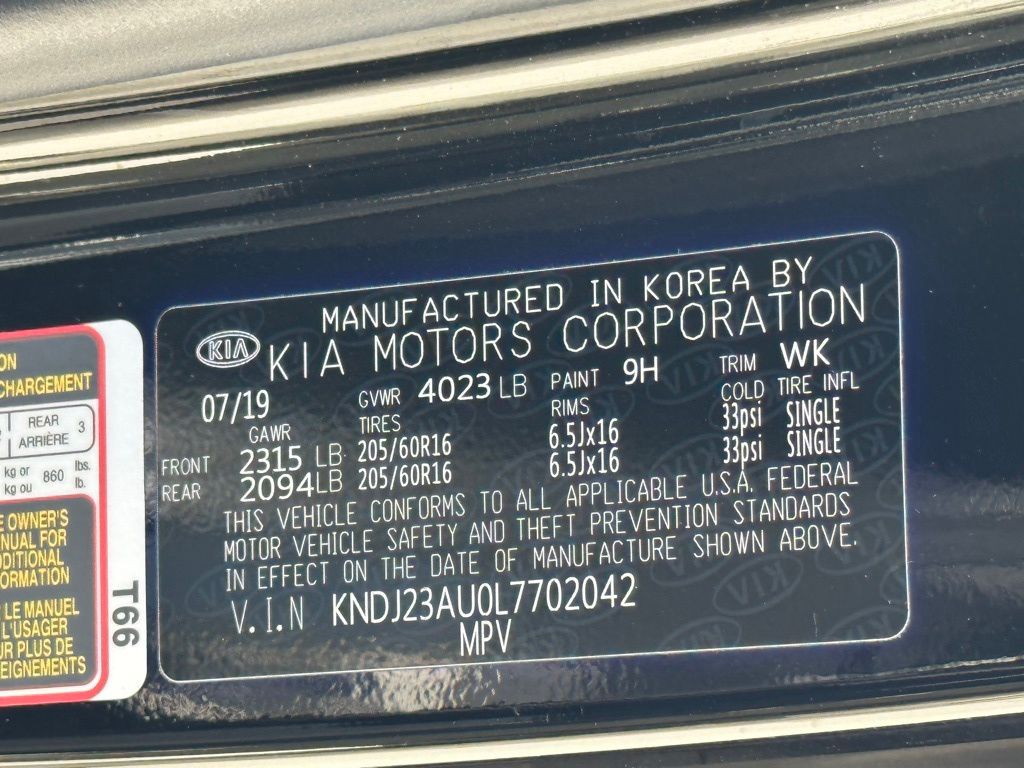 MANUFACTURED IN KOREA BY
KIA KIA MOTORS CORPORATION
07/19 GVWR 4023 LB PAINT 9H TRIM WK
GAWR TIRES RIMS COLD TIRE INFL
FRONT 2315 LB 205/60R16 6.5Jx16 33psi SINGLE
REAR 2094 LB 205/60R16 6.5Jx16 33psi SINGLE
THIS VEHICLE CONFORMS TO ALL APPLICABLE U.S.A. FEDERAL
MOTOR VEHICLE SAFETY AND THEFT PREVENTION STANDARDS
IN EFFECT ON THE DATE OF MANUFACTURE SHOWN ABOVE.
V.I.N KNDJ23AU0L7702042
MPV
CHARGEMENT
REAR
ARRIÈRE 3
kg or 860 lbs.
kg ou lb.
OWNER'S
FOR
LE MANUEL
L'USAGER
PLUS DE
T66